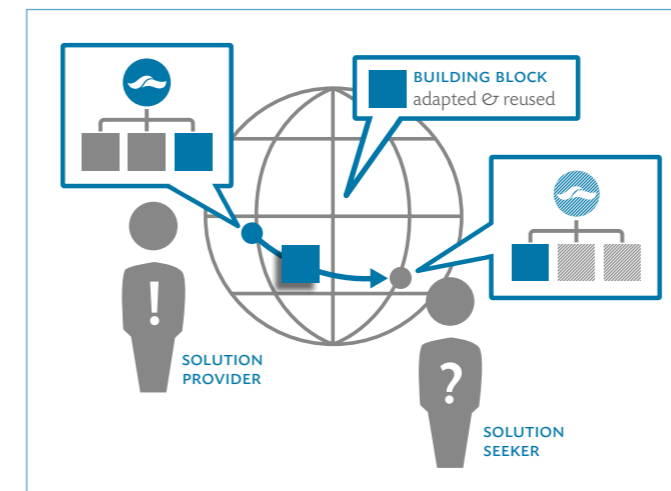 BUILDING BLOCK
adapted & reused
!
SOLUTION
PROVIDER
?
SOLUTION
SEEKER